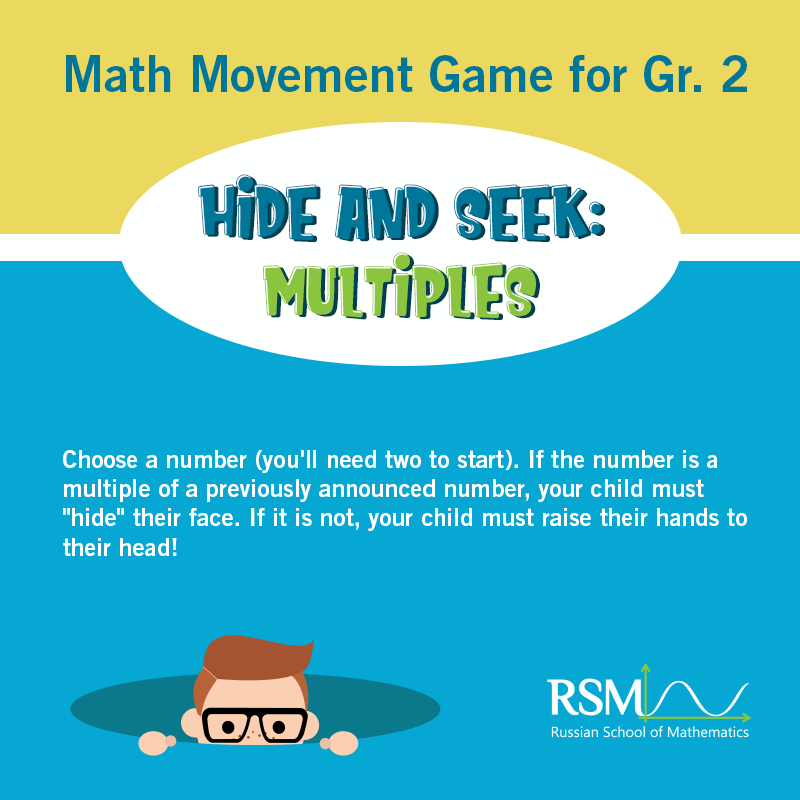 Math Movement Game for Gr. 2
HiDE AND SEEK:
MULTiPLES
Choose a number (you'll need two to start). If the number is a
multiple of a previously announced number, your child must
"hide" their face. If it is not, your child must raise their hands to
their head!
RSM
Russian School of Mathematics